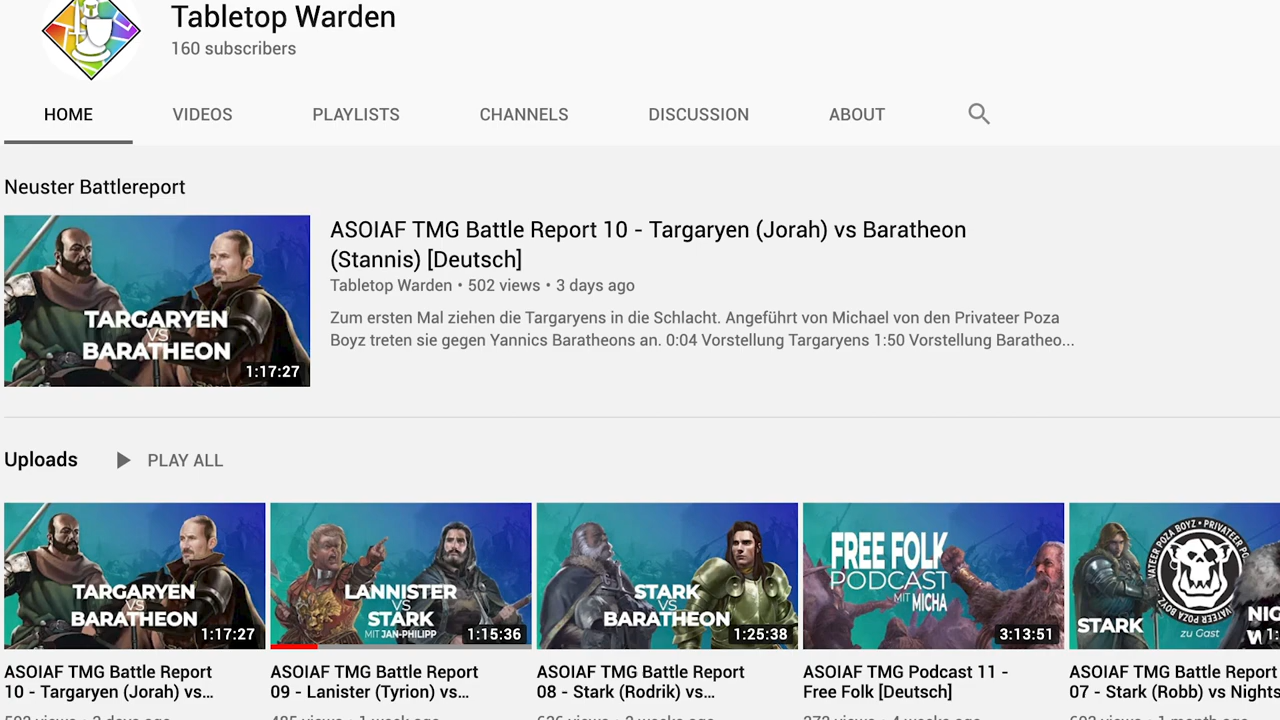 Tabletop Warden
160 subscribers
HOME VIDEOS PLAYLISTS CHANNELS DISCUSSION ABOUT
Neuster Battlereport
TARGARYEN
VS
BARATHEON
1:17:27
ASOIAF TMG Battle Report 10 - Targaryen (Jorah) vs Baratheon
(Stannis) [Deutsch]
Tabletop Warden • 502 views • 3 days ago
Zum ersten Mal ziehen die Targaryens in die Schlacht. Angeführt von Michael von den Privateer Poza
Boyz treten sie gegen Yannics Baratheons an. 0:04 Vorstellung Targaryens 1:50 Vorstellung Baratheo...
Uploads PLAY ALL
TARGARYEN
VS
BARATHEON
1:17:27
ASOIAF TMG Battle Report
10 - Targaryen (Jorah) vs...
LANNISTER
VS
STARK
MIT JAN-PHILIPP
1:15:36
ASOIAF TMG Battle Report
09 - Lanister (Tyrion) vs...
STARK
VS
BARATHEON
1:25:38
ASOIAF TMG Battle Report
08 - Stark (Rodrik) vs...
FREE FOLK
PODCAST
MIT MICHA
3:13:51
ASOIAF TMG Podcast 11 -
Free Folk [Deutsch]
PRIVATEER POZA BOYZ
STARK
zu Gast
ASOIAF TMG Battle Report
07 - Stark (Robb) vs Nights